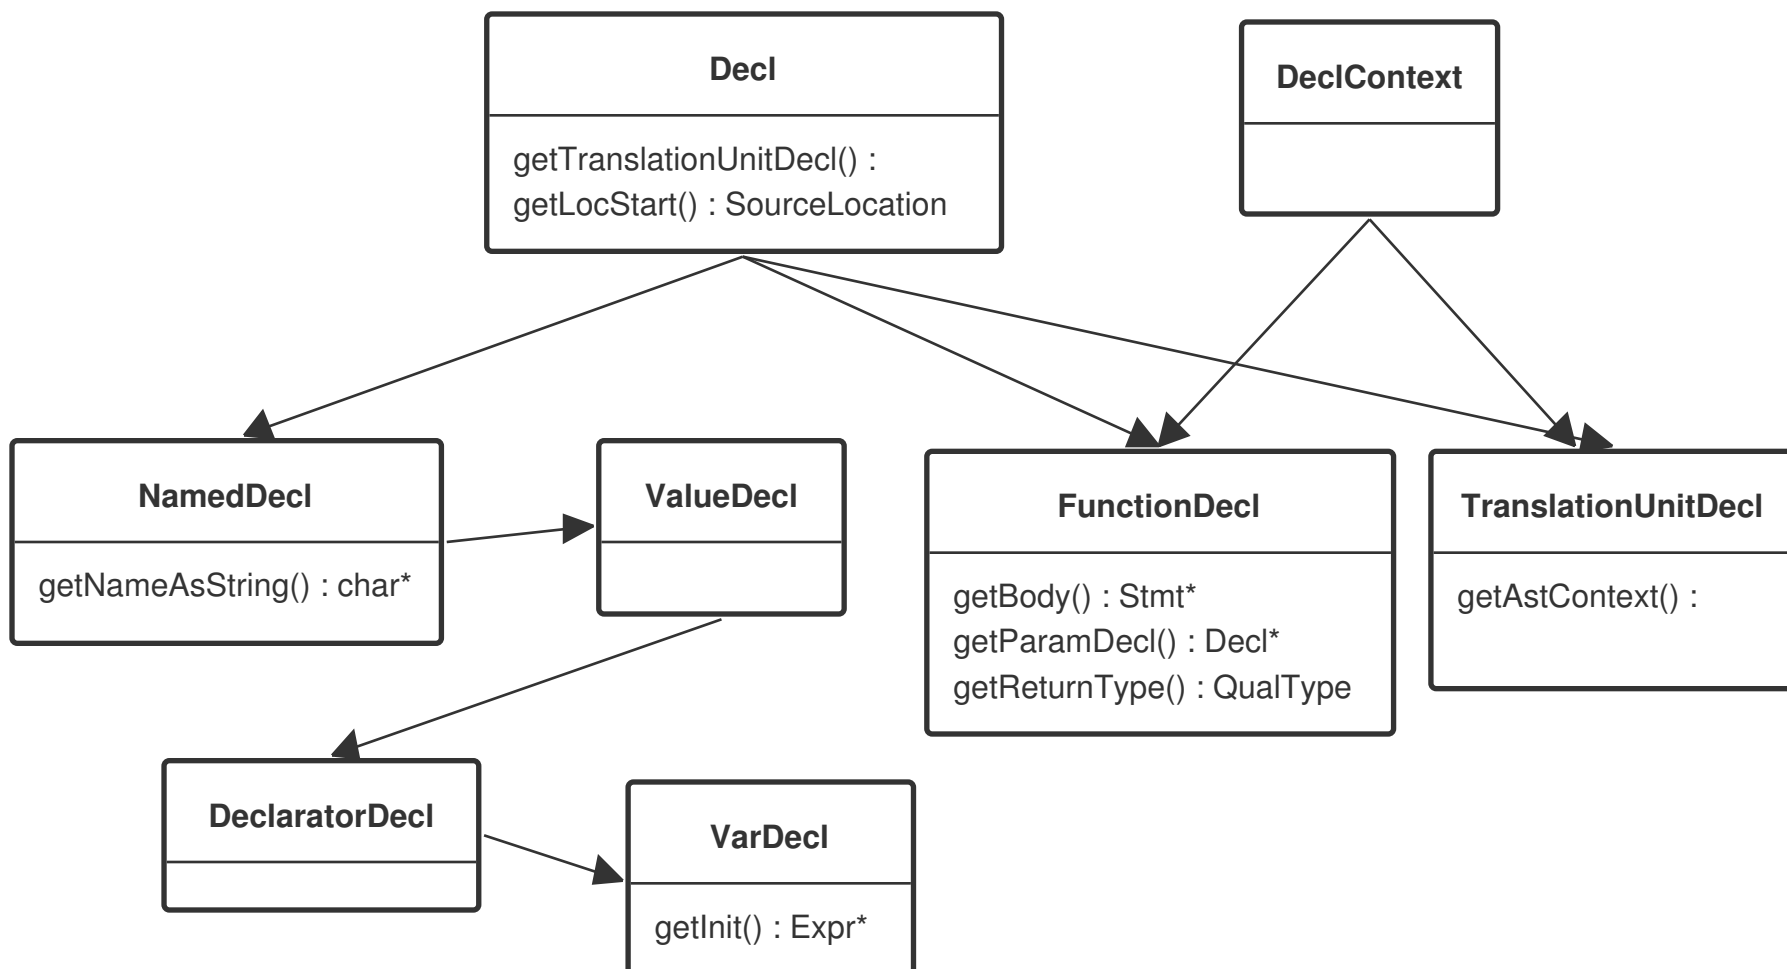 Decl
getTranslationUnitDecl() :
getLocStart() : SourceLocation
DeclContext
NamedDecl
getNameAsString() : char*
ValueDecl
FunctionDecl
getBody() : Stmt*
getParamDecl() : Decl*
getReturnType() : QualType
TranslationUnitDecl
getAstContext() :
DeclaratorDecl
VarDecl
getInit() : Expr*